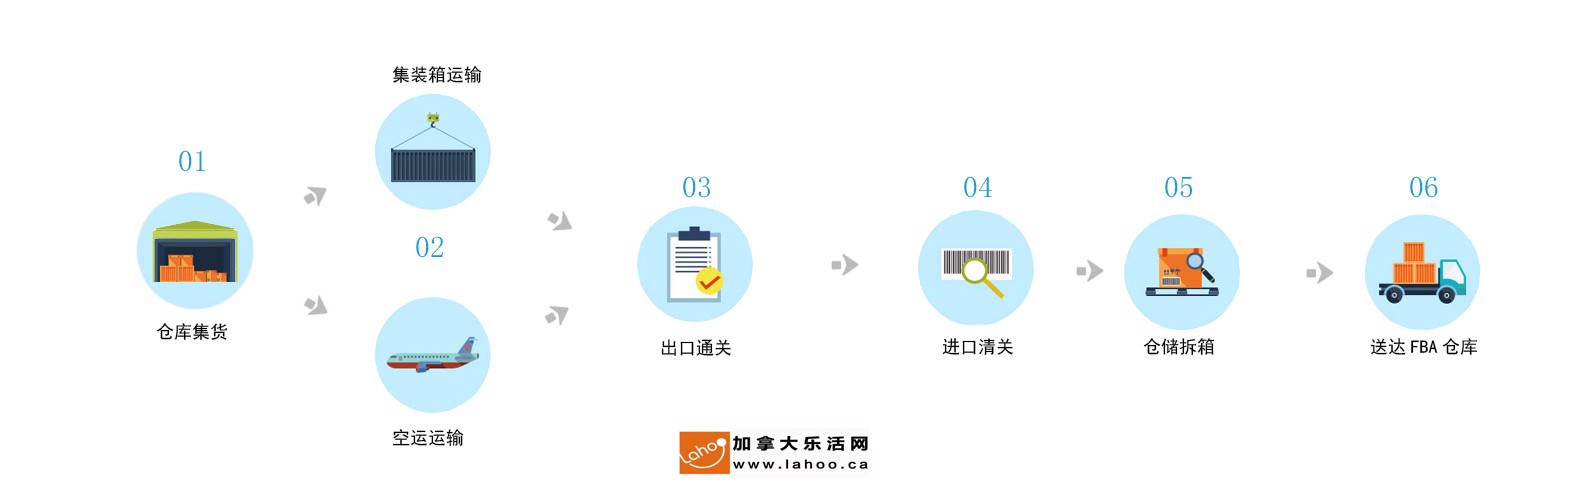 01
仓库集货
集装箱运输
02
空运运输
03
出口通关
04
进口清关
05
仓储拆箱
06
送达 FBA 仓库
Lahoo
加拿大乐活网
www.lahoo.ca